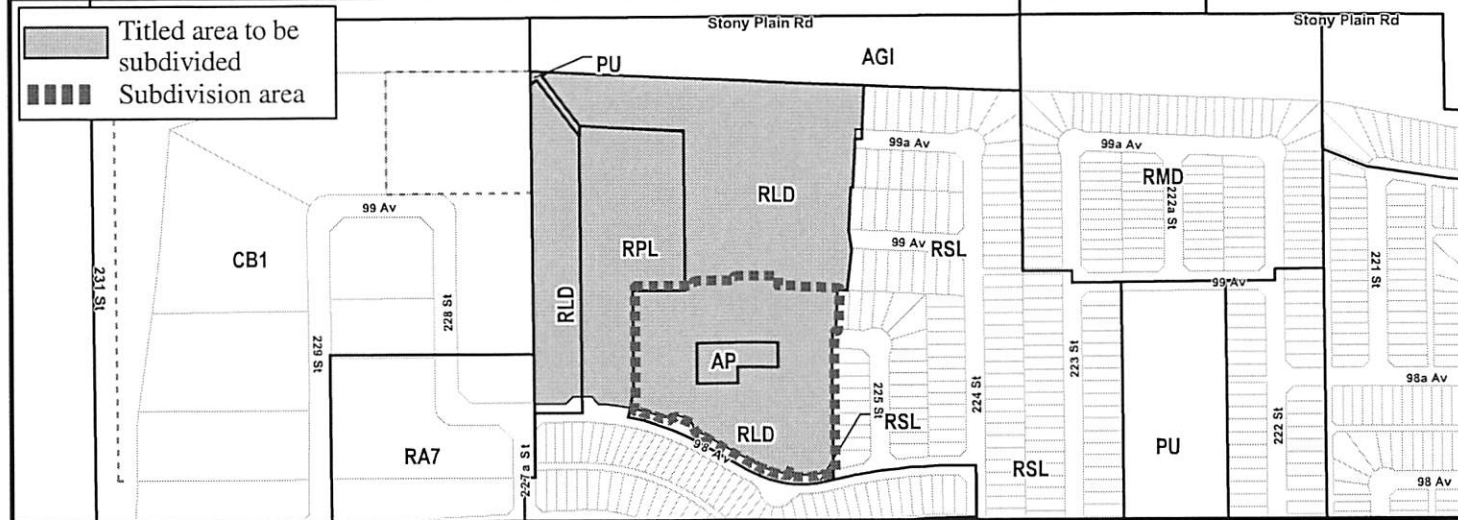 Stony Plain Rd
Stony Plain Rd
Titled area to be
subdivided
Subdivision area
PU
AGI
99a Av
99a Av
RMD
222a St
RLD
99 Av
RPL
99 Av
RSL
CB1
231 St
RLD
228 St
221 St
99 Av
229 St
AP
225 St
224 St
223 St
98a Av
RLD
RSL
98 Av
222 St
RA7
227a St
RSL
PU
98 Av